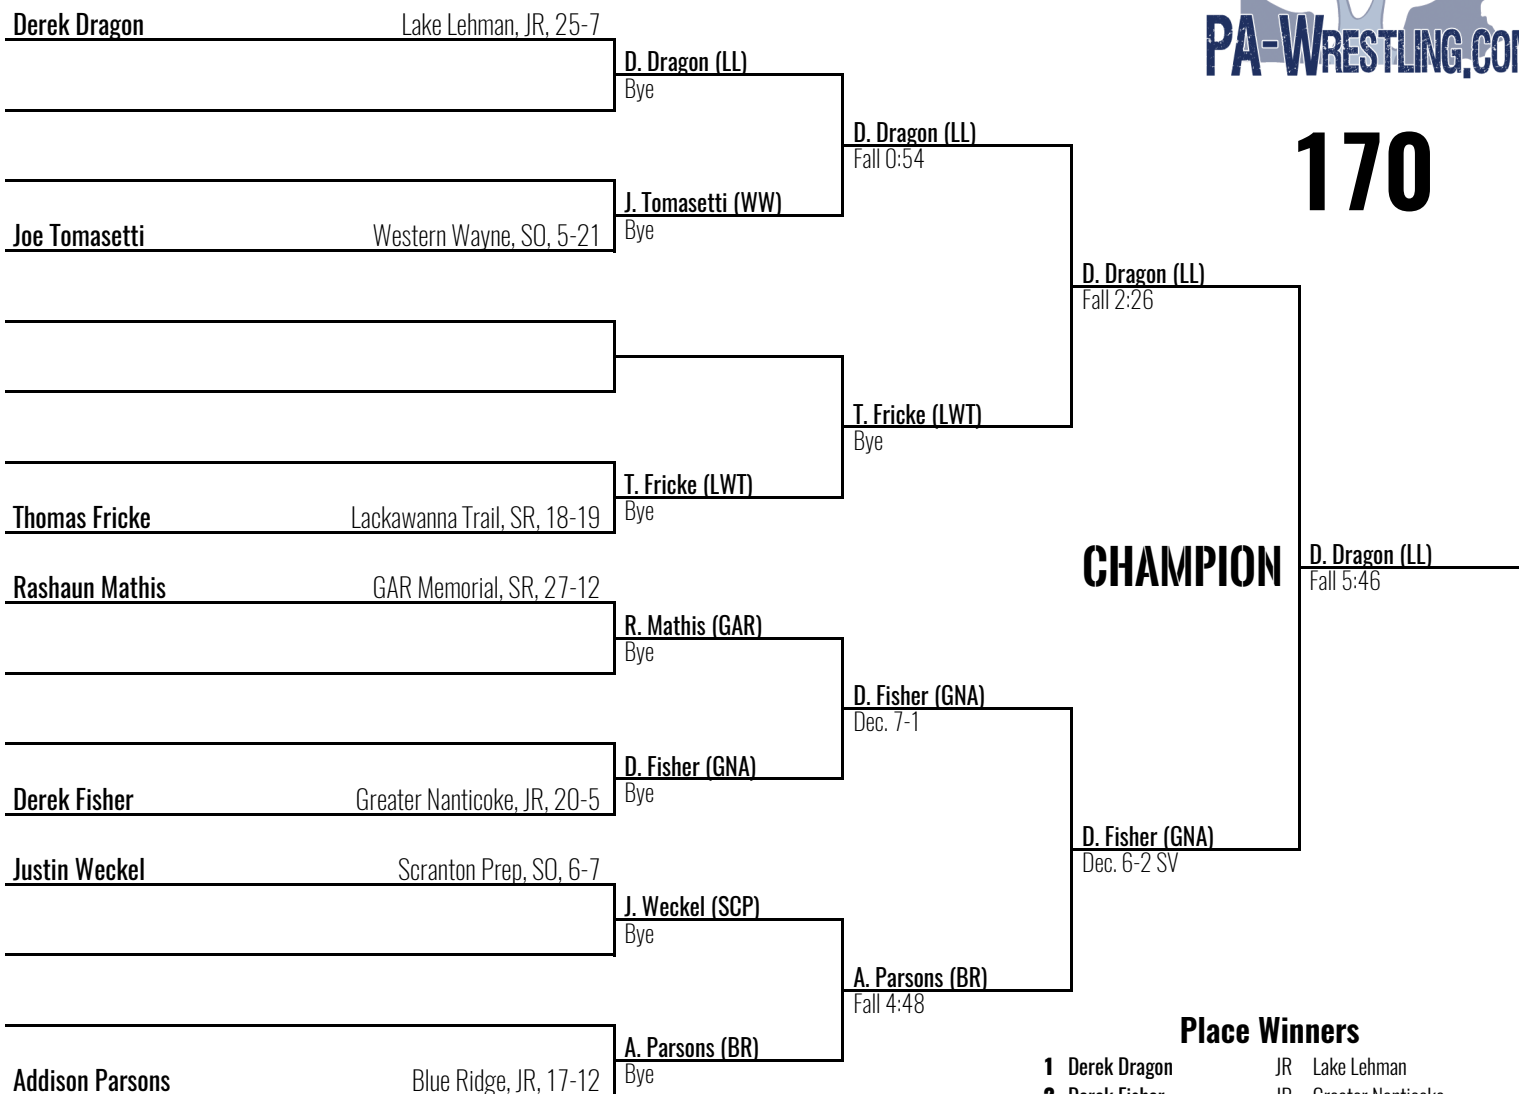 Derek Dragon Lake Lehman, JR, 25-7
PA-WRESTLING.COM
D. Dragon (LL)
Bye
D. Dragon (LL)
Fall 0:54
170
J. Tomasetti (WW)
Joe Tomasetti Western Wayne, SO, 5-21
Bye
D. Dragon (LL)
Fall 2:26
T. Fricke (LWT)
Bye
T. Fricke (LWT)
Thomas Fricke Lackawanna Trail, SR, 18-19
Bye
CHAMPION
D. Dragon (LL)
Fall 5:46
Rashaun Mathis GAR Memorial, SR, 27-12
R. Mathis (GAR)
Bye
D. Fisher (GNA)
Dec. 7-1
D. Fisher (GNA)
Derek Fisher Greater Nanticoke, JR, 20-5
Bye
D. Fisher (GNA)
Dec. 6-2 SV
Justin Weckel Scranton Prep, SO, 6-7
J. Weckel (SCP)
Bye
A. Parsons (BR)
Fall 4:48
Place Winners
A. Parsons (BR)
Addison Parsons Blue Ridge, JR, 17-12
Bye
1 Derek Dragon JR Lake Lehman
2 Derek Fisher JR Greater Nanticoke